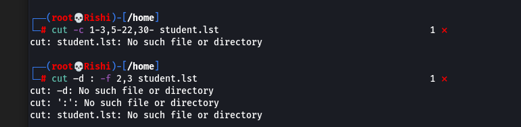 ┌──(root💀Rishi)-[/home]
└─# cut -c 1-3,5-22,30- student.lst 1 ⨯
cut: student.lst: No such file or directory
┌──(root💀Rishi)-[/home]
└─# cut –d : -f 2,3 student.lst 1 ⨯
cut: –d: No such file or directory
cut: ':': No such file or directory
cut: student.lst: No such file or directory